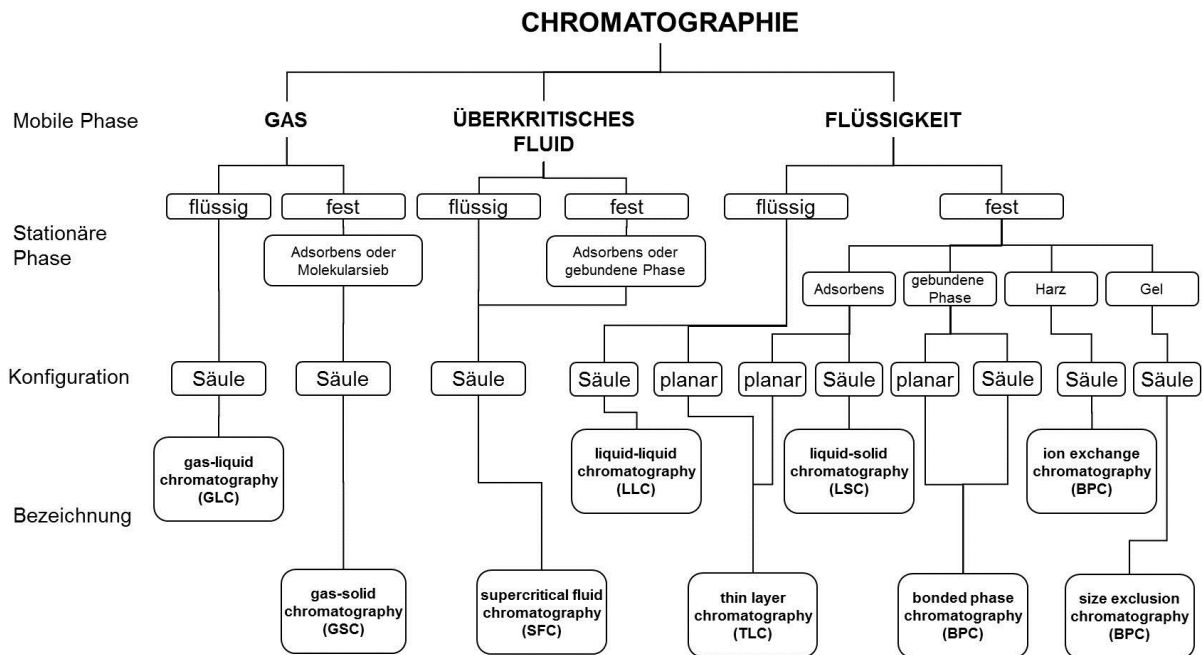 CHROMATOGRAPHIE
Mobile Phase
GAS
ÜBERKRITISCHES
FLUID
FLÜSSIGKEIT
Stationäre
Phase
flüssig
fest
flüssig
fest
flüssig
fest
Adsorbens oder
Molekularsieb
Adsorbens oder
gebundene Phase
Adsorbens
gebundene
Phase
Harz
Gel
Konfiguration
Säule
Säule
Säule
Säule
planar
planar
Säule
planar
Säule
Säule
Säule
Bezeichnung
gas-liquid
chromatography
(GLC)
liquid-liquid
chromatography
(LLC)
liquid-solid
chromatography
(LSC)
ion exchange
chromatography
(BPC)
gas-solid
chromatography
(GSC)
supercritical fluid
chromatography
(SFC)
thin layer
chromatography
(TLC)
bonded phase
chromatography
(BPC)
size exclusion
chromatography
(BPC)